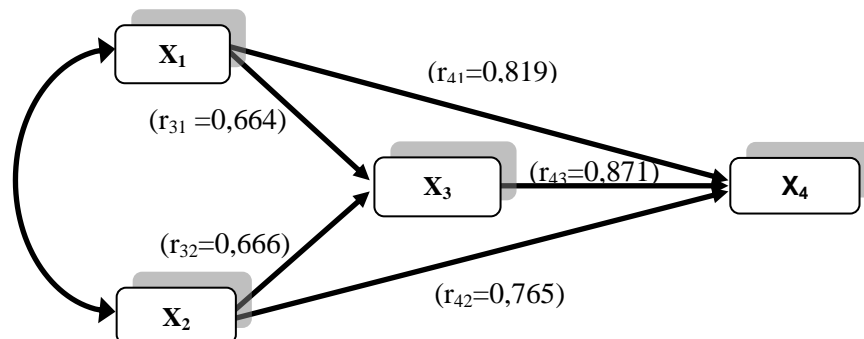 X₁
(r₄₁=0,819)
(r₃₁ =0,664)
X₃
(r₄₃=0,871)
X₄
(r₃₂=0,666)
(r₄₂=0,765)
X₂